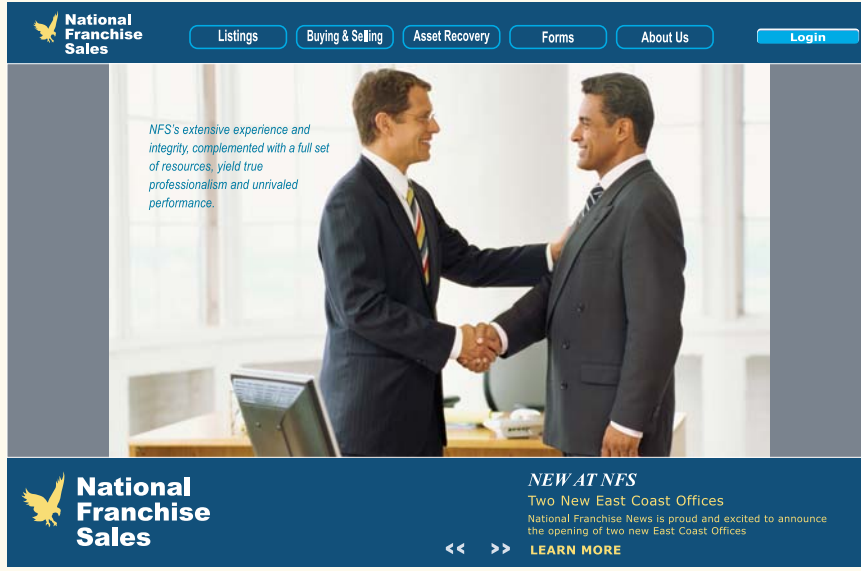 National
Franchise
Sales
Listings
Buying & Selling
Asset Recovery
Forms
About Us
Login
NFS's extensive experience and
integrity, complemented with a full set
of resources, yield true
professionalism and unrivaled
performance.
National
Franchise
Sales
NEW AT NFS
Two New East Coast Offices
National Franchise News is proud and excited to announce
the opening of two new East Coast Offices
<< >> LEARN MORE